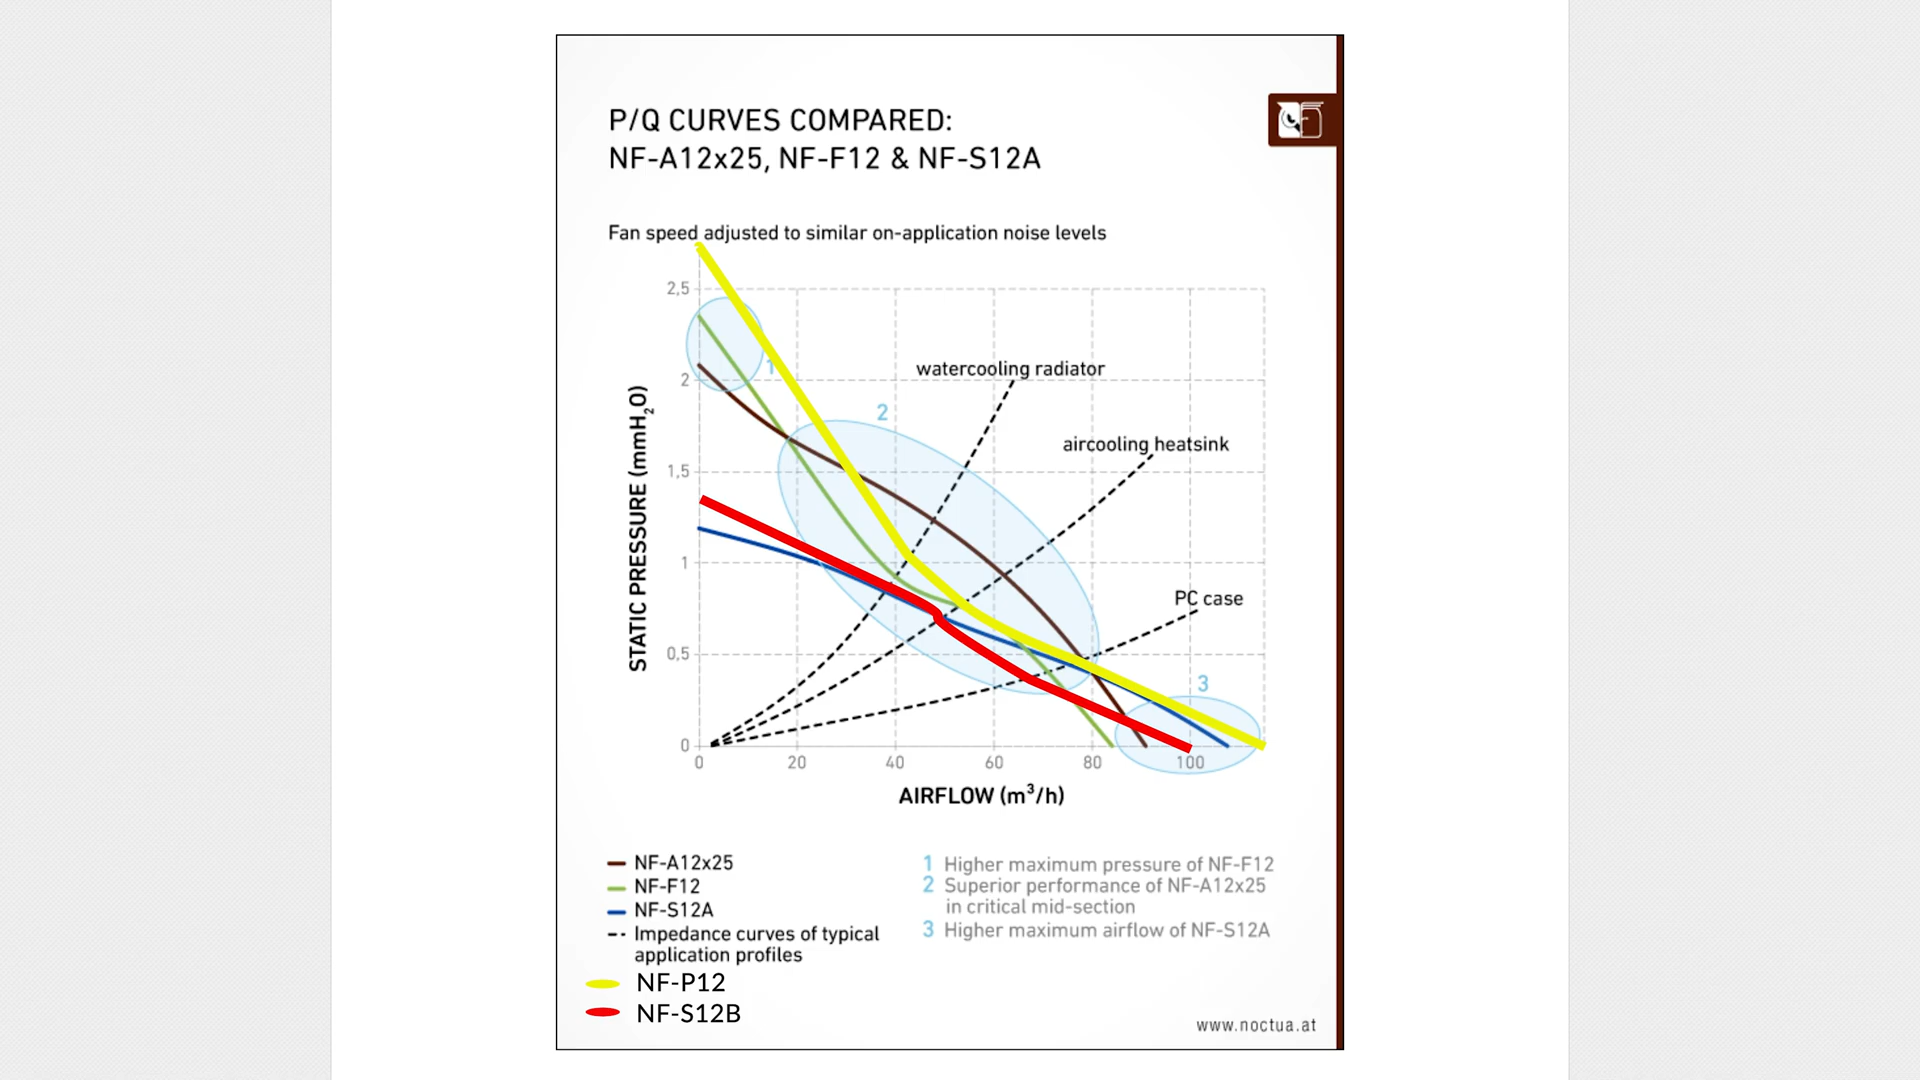 P/Q CURVES COMPARED:
NF-A12x25, NF-F12 & NF-S12A
Fan speed adjusted to similar on-application noise levels
STATIC PRESSURE (mmH₂O)
2,5
2
1,5
1
0,5
0
1
2
3
watercooling radiator
aircooling heatsink
PC case
0 20 40 60 80 100
AIRFLOW (m³/h)
NF-A12x25
NF-F12
NF-S12A
Impedance curves of typical
application profiles
NF-P12
NF-S12B
1 Higher maximum pressure of NF-F12
2 Superior performance of NF-A12x25
in critical mid-section
3 Higher maximum airflow of NF-S12A
www.noctua.at